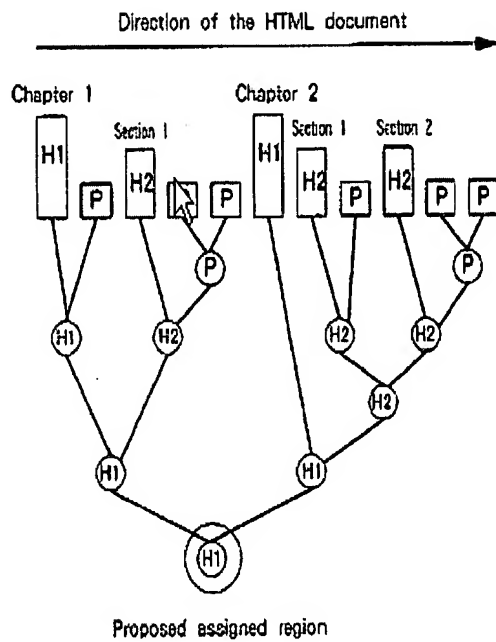 Direction of the HTML document
Chapter 1
Chapter 2
Section 1
Section 1
Section 2
H1
P
H2
P
H1
H2
P
H2
P
P
P
P
H1
H2
H2
H2
H2
H1
H1
H1
Proposed assigned region